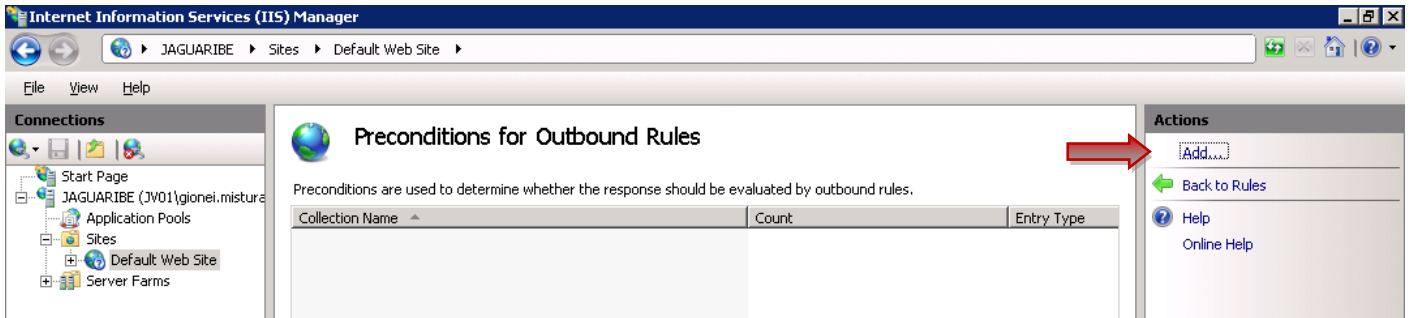 Internet Information Services (IIS) Manager
JAGUARIBE Sites Default Web Site
File View Help
Connections
Start Page
JAGUARIBE (JV01\gionei.mistura
Application Pools
Sites
Default Web Site
Server Farms
Preconditions for Outbound Rules
Preconditions are used to determine whether the response should be evaluated by outbound rules.
Collection Name Count Entry Type
Actions
Add...
Back to Rules
Help
Online Help